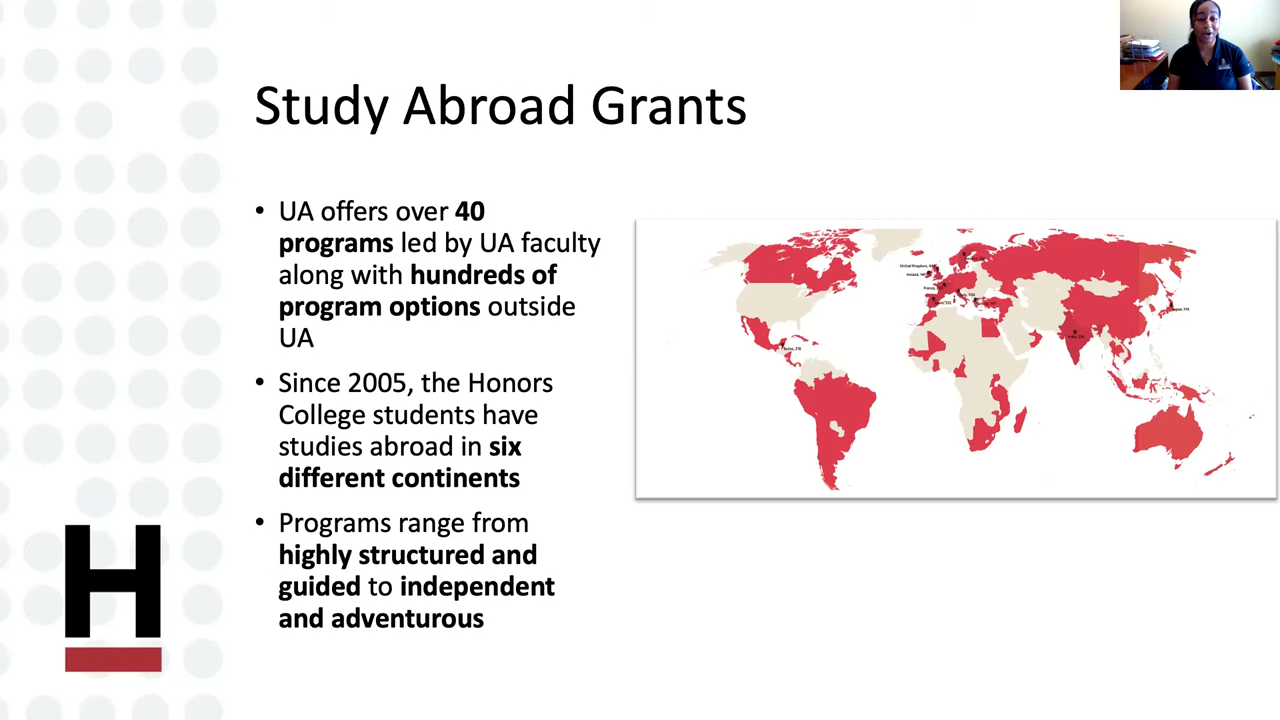 Study Abroad Grants
• UA offers over 40
programs led by UA faculty
along with hundreds of
program options outside
UA
• Since 2005, the Honors
College students have
studies abroad in six
different continents
• Programs range from
highly structured and
guided to independent
and adventurous
H